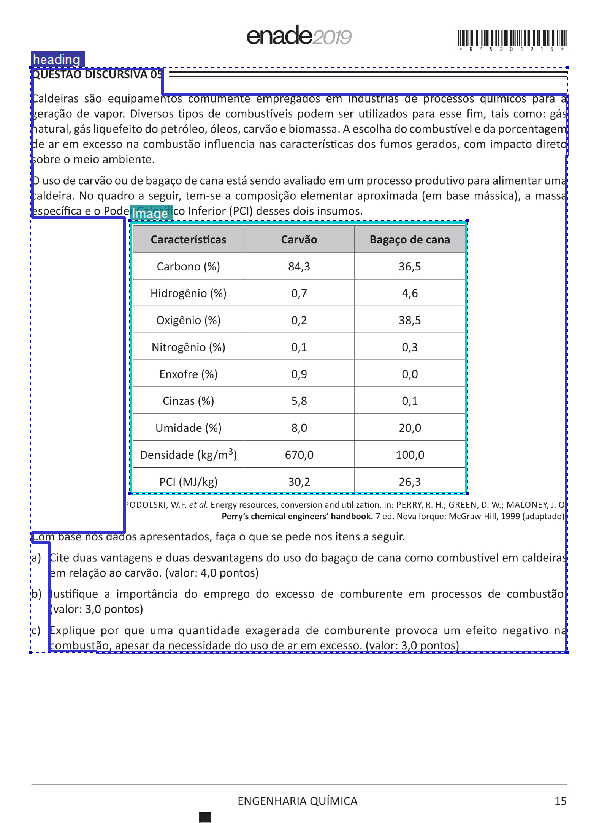 enade2019
heading
QUESTÃO DISCURSIVA 05
Caldeiras são equipamentos comumente empregados em indústrias de processos químicos para a
geração de vapor. Diversos tipos de combustíveis podem ser utilizados para esse fim, tais como: gás
natural, gás liquefeito do petróleo, óleos, carvão e biomassa. A escolha do combustível e da porcentagem
de ar em excesso na combustão influencia nas características dos fumos gerados, com impacto direto
sobre o meio ambiente.
O uso de carvão ou de bagaço de cana está sendo avaliado em um processo produtivo para alimentar uma
caldeira. No quadro a seguir, tem-se a composição elementar aproximada (em base mássica), a massa
específica e o Pode Image co Inferior (PCI) desses dois insumos.
Características Carvão Bagaço de cana
Carbono (%) 84,3 36,5
Hidrogênio (%) 0,7 4,6
Oxigênio (%) 0,2 38,5
Nitrogênio (%) 0,1 0,3
Enxofre (%) 0,9 0,0
Cinzas (%) 5,8 0,1
Umidade (%) 8,0 20,0
Densidade (kg/m³) 670,0 100,0
PCI (MJ/kg) 30,2 26,3
PODOLSKI, W.F. et al. Energy resources, conversion and utilization. In: PERRY, R. H.; GREEN, D. W.; MALONEY, J. O.
Perry's chemical engineers' handbook. 7 ed. Nova Iorque: McGraw Hill, 1999 (adaptado)
Com base nos dados apresentados, faça o que se pede nos itens a seguir.
a) Cite duas vantagens e duas desvantagens do uso do bagaço de cana como combustível em caldeiras
em relação ao carvão. (valor: 4,0 pontos)
b) Justifique a importância do emprego do excesso de comburente em processos de combustão.
(valor: 3,0 pontos)
c) Explique por que uma quantidade exagerada de comburente provoca um efeito negativo na
combustão, apesar da necessidade do uso de ar em excesso. (valor: 3,0 pontos)
ENGENHARIA QUÍMICA 15